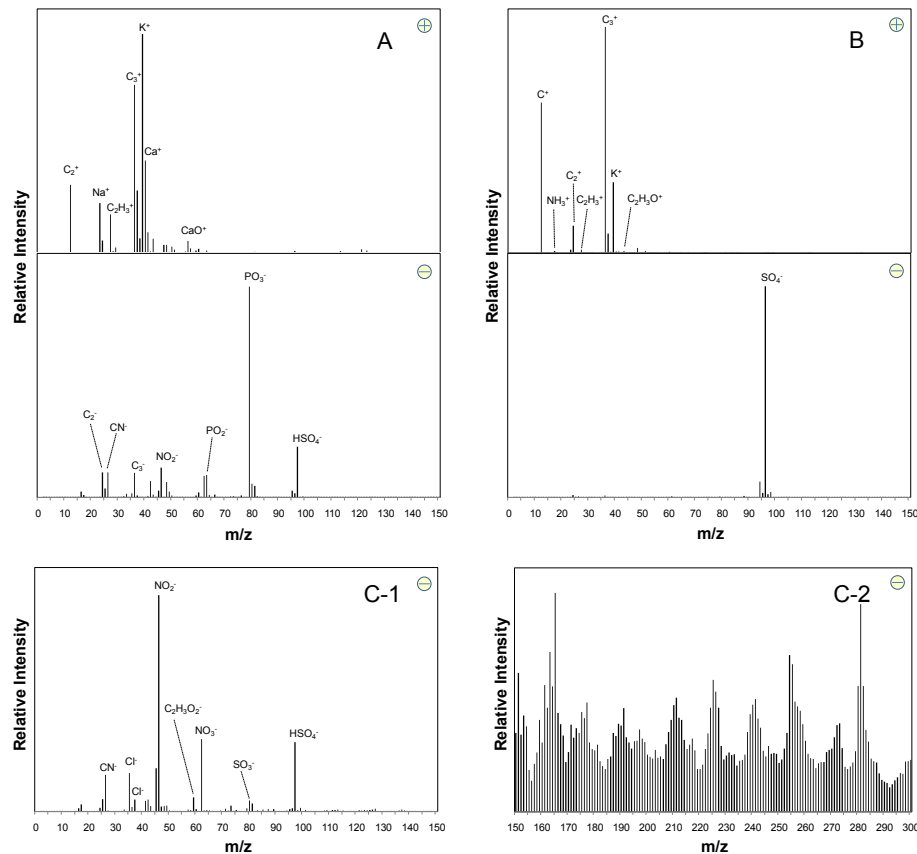 A
K⁺
C₃⁺
Ca⁺
C₂⁺
Na⁺
C₂H₃⁺
CaO⁺
Relative Intensity
B
C₃⁺
C⁺
K⁺
C₂⁺
NH₃⁺
C₂H₃⁺
C₂H₃O⁺
Relative Intensity
PO₃⁻
C₂⁻
CN⁻
PO₂⁻
HSO₄⁻
C₃⁻
NO₂⁻
Relative Intensity
0 10 20 30 40 50 60 70 80 90 100 110 120 130 140 150
m/z
SO₄⁻
Relative Intensity
0 10 20 30 40 50 60 70 80 90 100 110 120 130 140 150
m/z
C-1
NO₂⁻
C₂H₃O₂⁻
NO₃⁻
HSO₄⁻
CN⁻
Cl⁻
Cl⁻
SO₃⁻
Relative Intensity
0 10 20 30 40 50 60 70 80 90 100 110 120 130 140 150
m/z
C-2
Relative Intensity
150 160 170 180 190 200 210 220 230 240 250 260 270 280 290 300
m/z